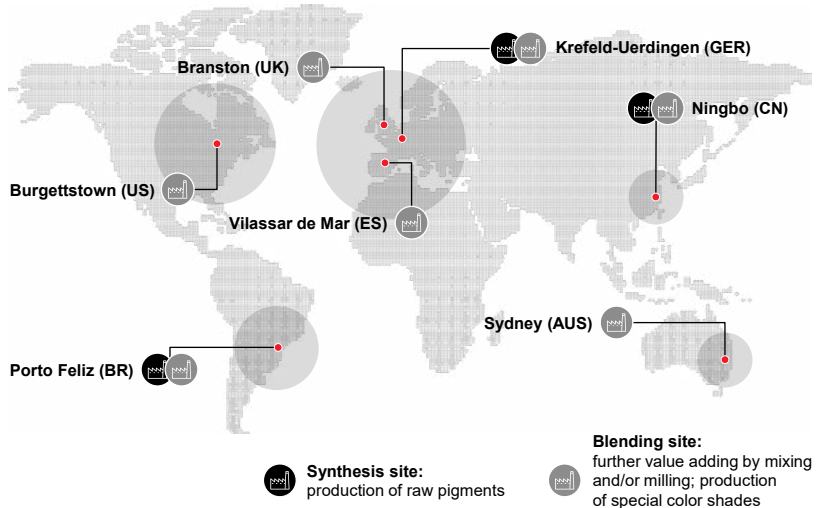 Krefeld-Uerdingen (GER)
Branston (UK)
Ningbo (CN)
Burgettstown (US)
Vilassar de Mar (ES)
Sydney (AUS)
Porto Feliz (BR)
Synthesis site:
production of raw pigments
Blending site:
further value adding by mixing
and/or milling; production
of special color shades